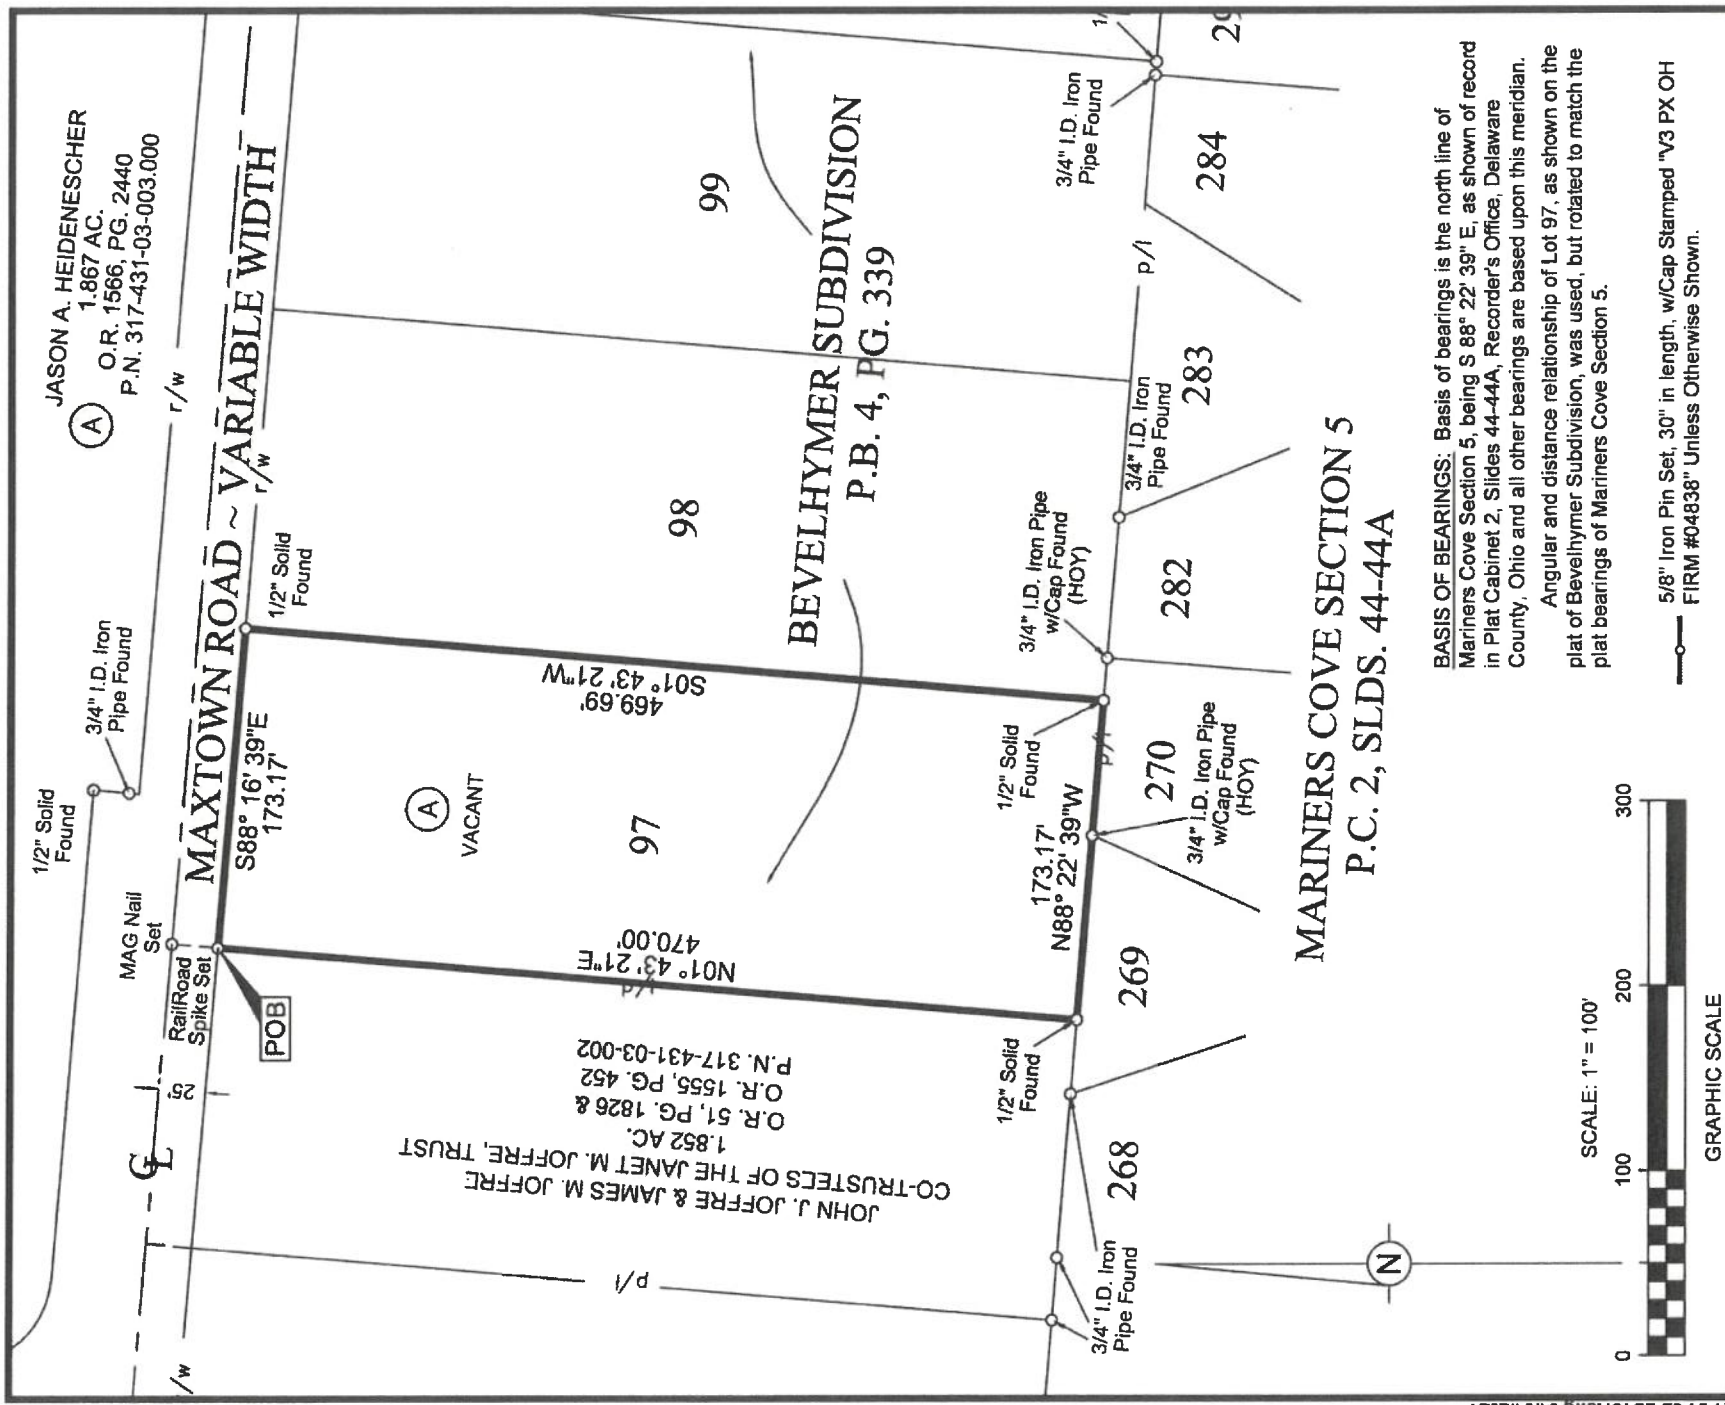 JASON A. HEIDENESCHER
1.867 AC.
O.R. 1566, PG. 2440
P.N. 317-431-03-003.000
A
1/2" Solid
Found
3/4" I.D. Iron
Pipe Found
r/w
MAXTOWN ROAD ~ VARIABLE WIDTH
r/w
MAG Nail
Set
RailRoad
Spike Set
25'
/w
POB
S88° 16' 39"E
173.17'
1/2" Solid
Found
A
VACANT
97
98
99
N01° 43' 21"E
470.00'
S01° 43' 21"W
469.69'
p/l
BEVELHYMER SUBDIVISION
P.B. 4, PG. 339
JOHN J. JOFFRE & JAMES M. JOFFRE
CO-TRUSTEES OF THE JANET M. JOFFRE, TRUST
1.852 AC.
O.R. 51, PG. 1826 &
O.R. 1555, PG. 452
P.N. 317-431-03-002
p/l
1/2" Solid
Found
173.17'
N88° 22' 39"W
1/2" Solid
Found
p/l
3/4" I.D. Iron Pipe
w/Cap Found
(HOY)
3/4" I.D. Iron
Pipe Found
p/l
3/4" I.D. Iron
Pipe Found
1/
3/4" I.D. Iron
Pipe Found
268
269
270
3/4" I.D. Iron Pipe
w/Cap Found
(HOY)
282
283
284
29
MARINERS COVE SECTION 5
P.C. 2, SLDS. 44-44A
N
BASIS OF BEARINGS: Basis of bearings is the north line of
Mariners Cove Section 5, being S 88° 22' 39" E, as shown of record
in Plat Cabinet 2, Slides 44-44A, Recorder's Office, Delaware
County, Ohio and all other bearings are based upon this meridian.
Angular and distance relationship of Lot 97, as shown on the
plat of Bevelhymer Subdivision, was used, but rotated to match the
plat bearings of Mariners Cove Section 5.
SCALE: 1" = 100'
0 100 200 300
GRAPHIC SCALE
5/8" Iron Pin Set, 30" in length, w/Cap Stamped "V3 PX OH
FIRM #04838" Unless Otherwise Shown.